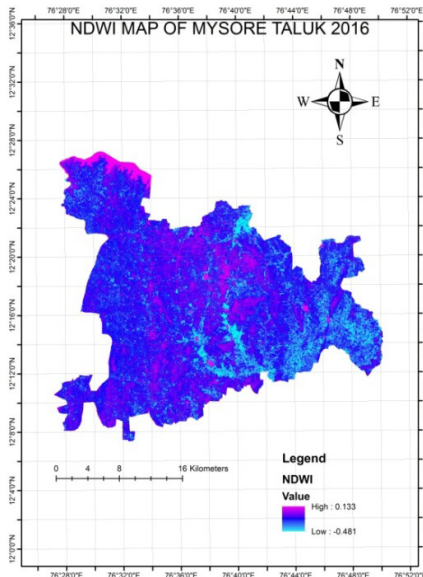 76°28'0"E 76°32'0"E 76°36'0"E 76°40'0"E 76°44'0"E 76°48'0"E 76°52'0"E
NDWI MAP OF MYSORE TALUK 2016
N
W E
S
12°36'0"N
12°32'0"N
12°28'0"N
12°24'0"N
12°20'0"N
12°16'0"N
12°12'0"N
12°8'0"N
12°4'0"N
12°0'0"N
0 4 8 16 Kilometers
Legend
NDWI
Value
High : 0.133
Low : -0.481
76°28'0"E 76°32'0"E 76°36'0"E 76°40'0"E 76°44'0"E 76°48'0"E 76°52'0"E